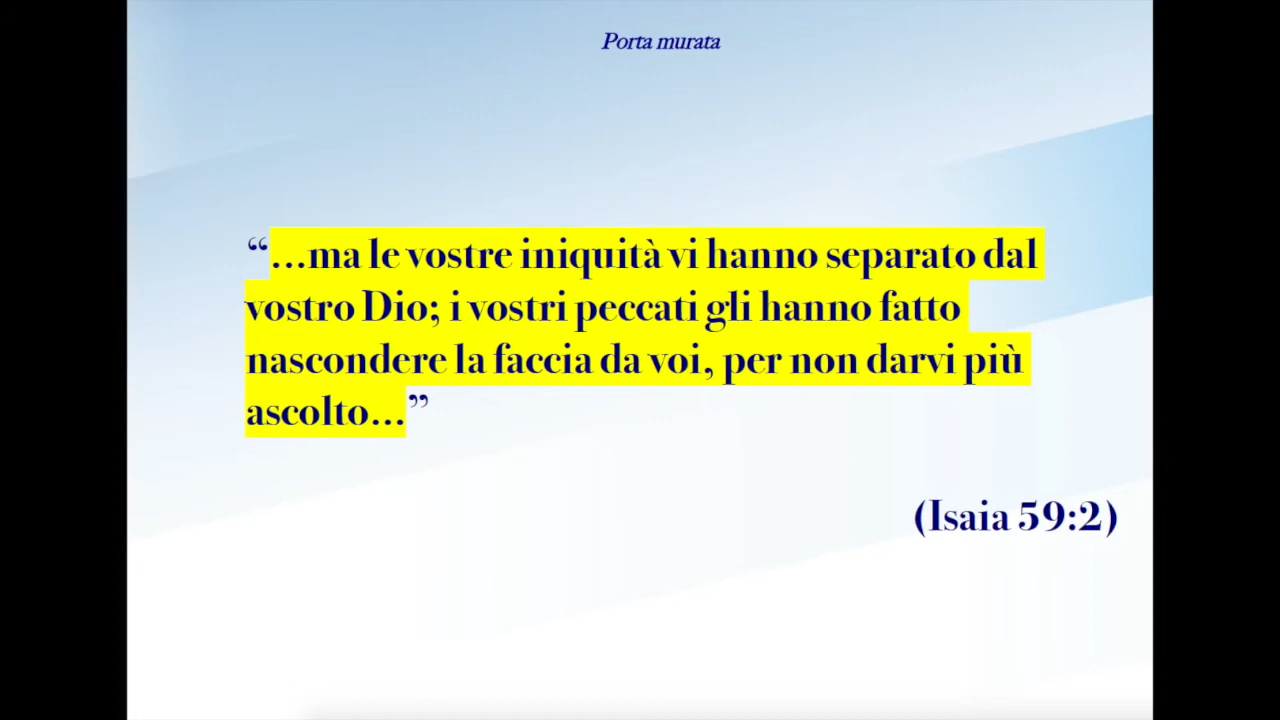 Porta murata
“…ma le vostre iniquità vi hanno separato dal
vostro Dio; i vostri peccati gli hanno fatto
nascondere la faccia da voi, per non darvi più
ascolto…”
(Isaia 59:2)